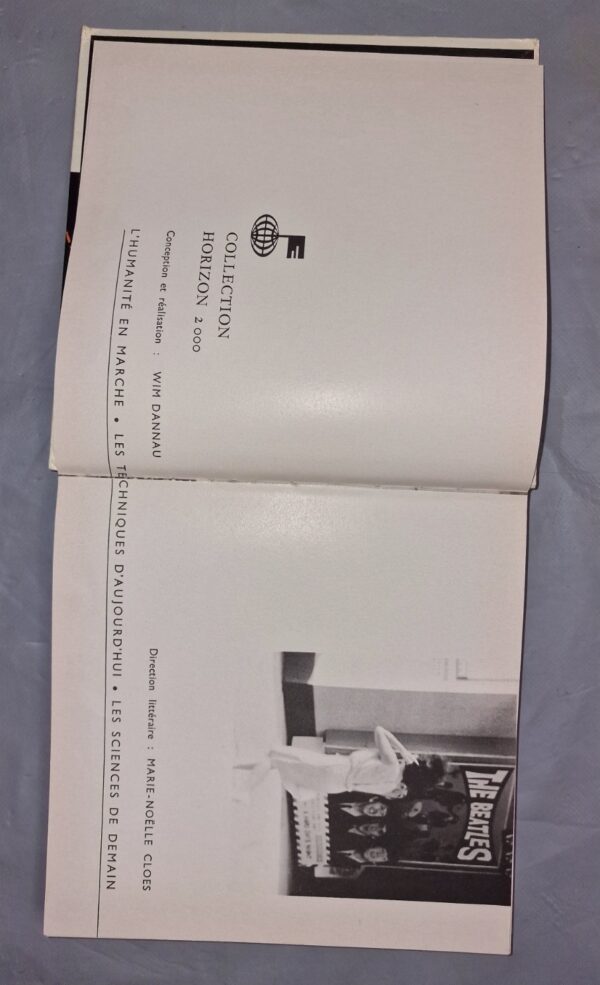 COLLECTION
HORIZON 2000
Conception et réalisation : WIM DANNAU
Direction littéraire : MARIE-NOËLLE CLOES
L'HUMANITÉ EN MARCHE • LES TECHNIQUES D'AUJOURD'HUI • LES SCIENCES DE DEMAIN
THE BEATLES